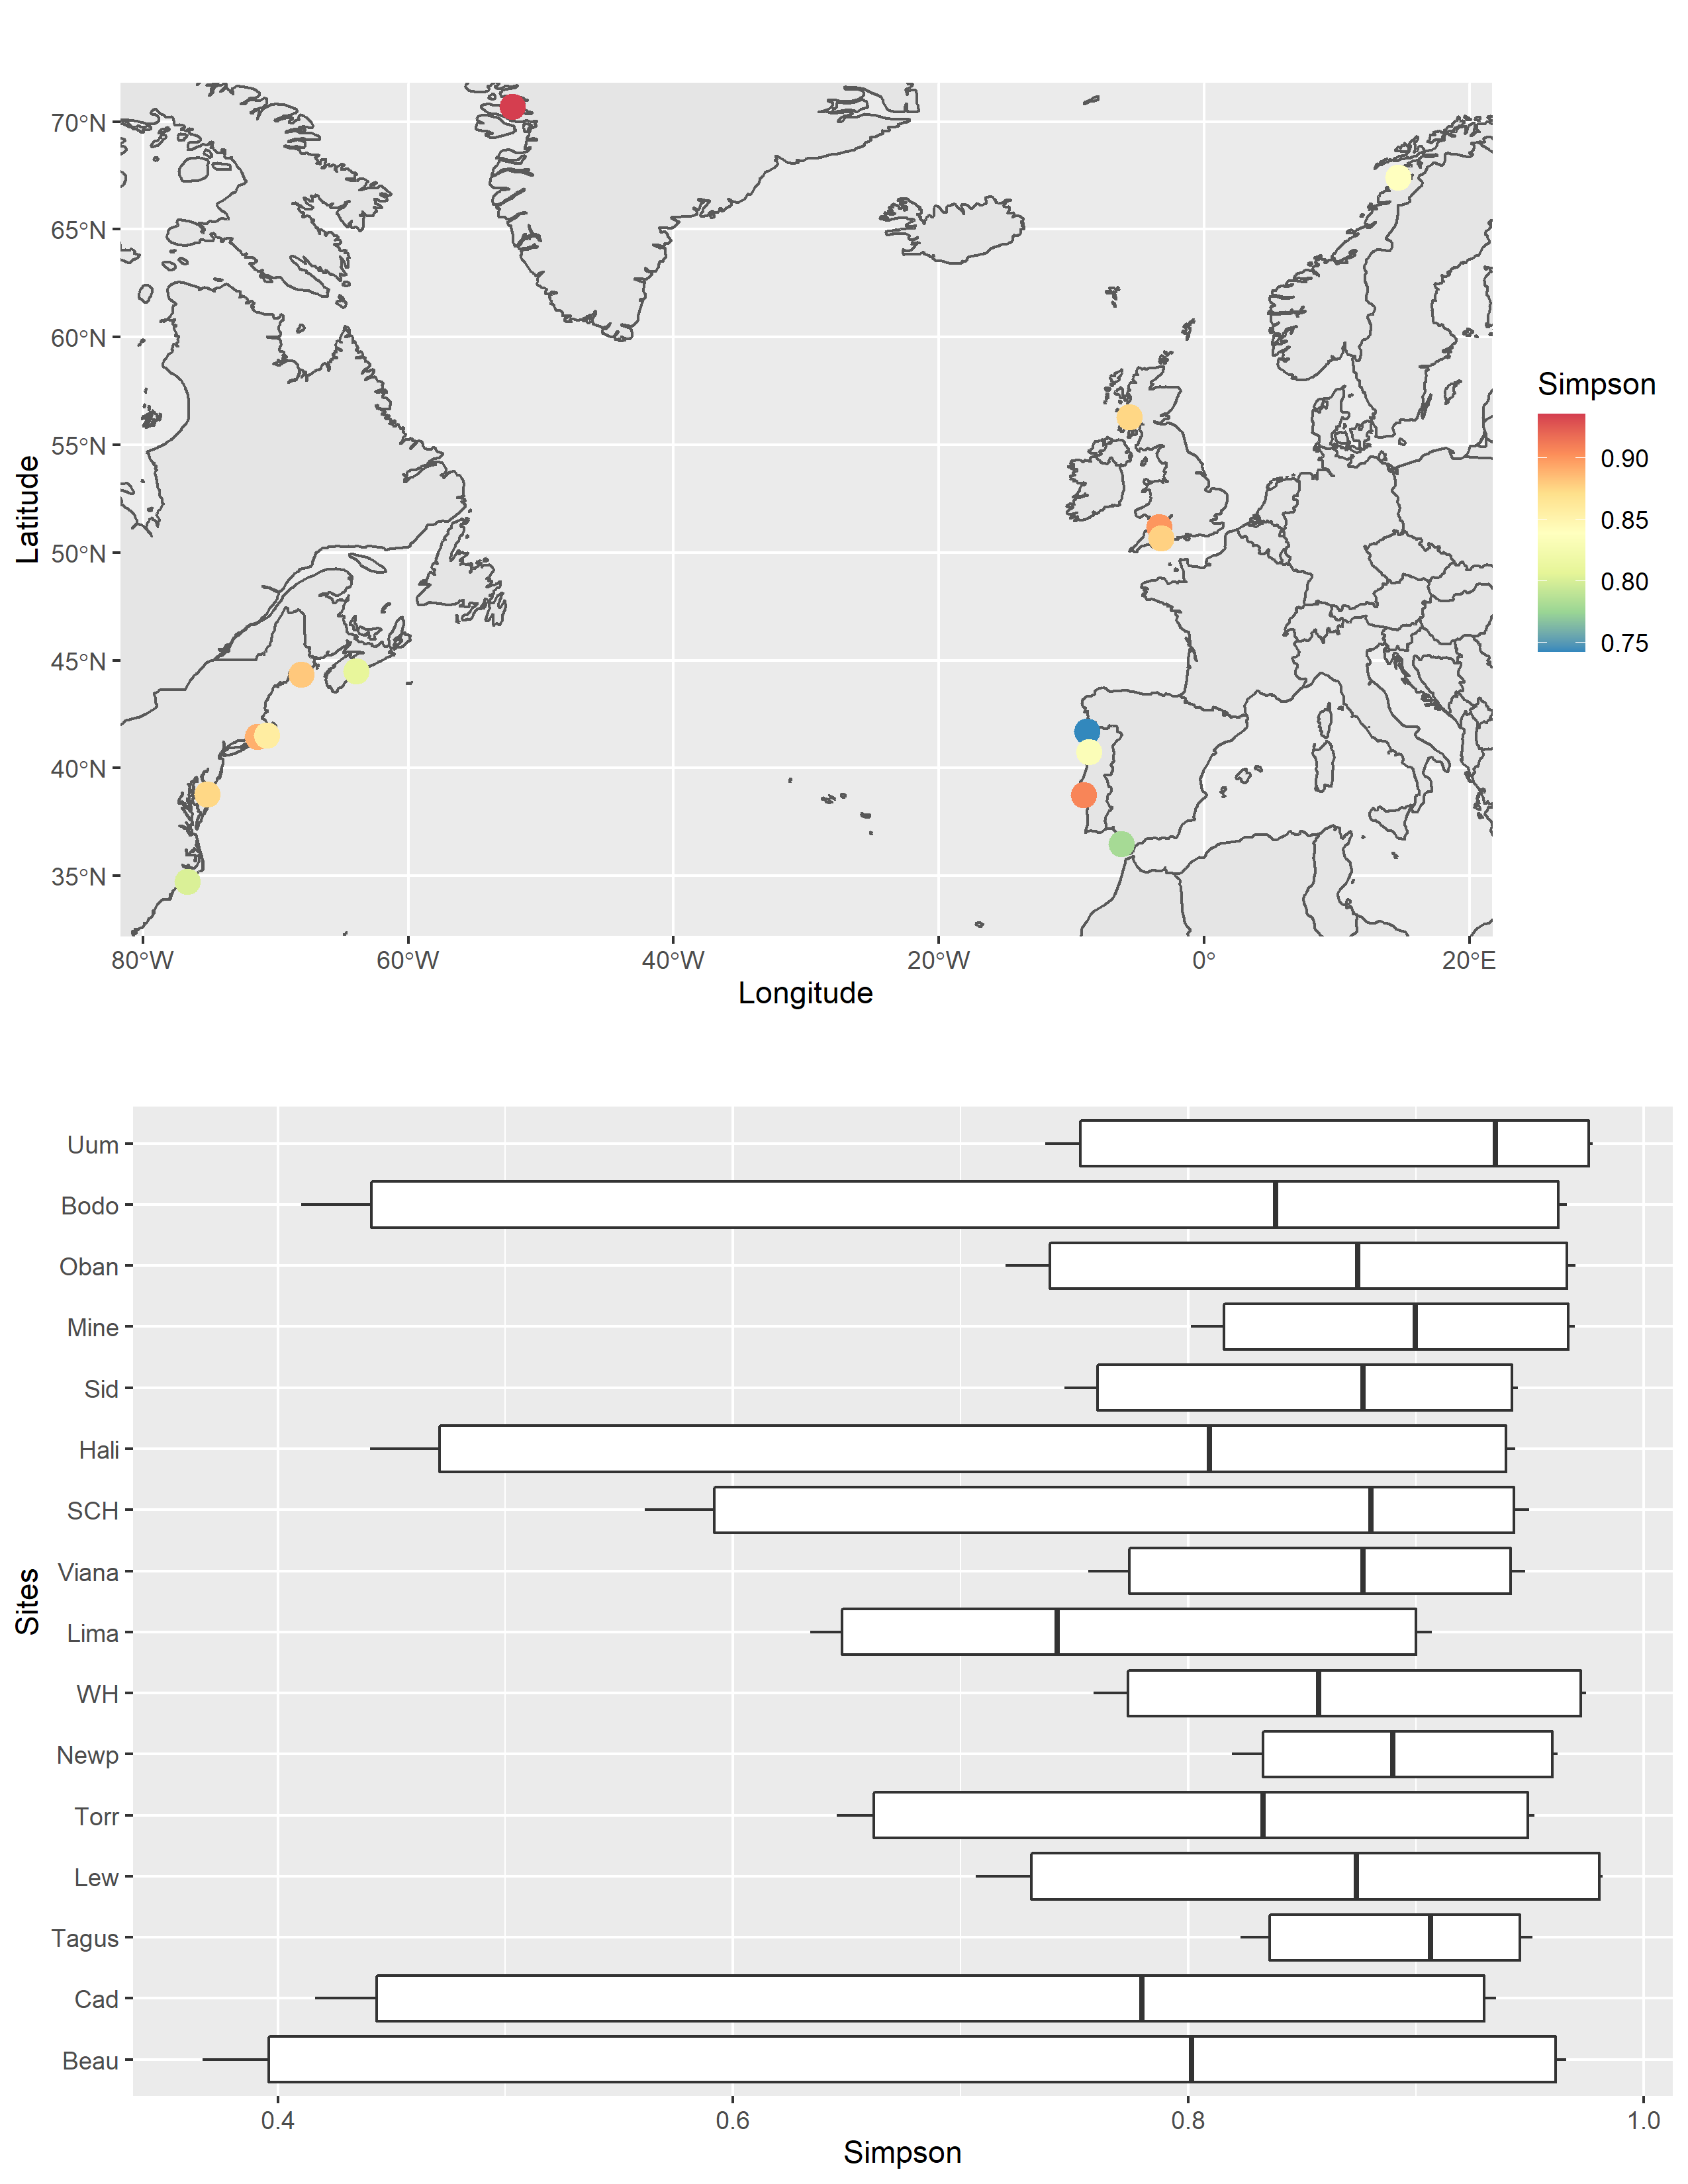 70°N
65°N
60°N
55°N
50°N
45°N
40°N
35°N
Latitude
80°W 60°W 40°W 20°W 0° 20°E
Longitude
Simpson
0.90
0.85
0.80
0.75
Uum
Bodo
Oban
Mine
Sid
Hali
SCH
Viana
Lima
WH
Newp
Torr
Lew
Tagus
Cad
Beau
Sites
0.4 0.6 0.8 1.0
Simpson